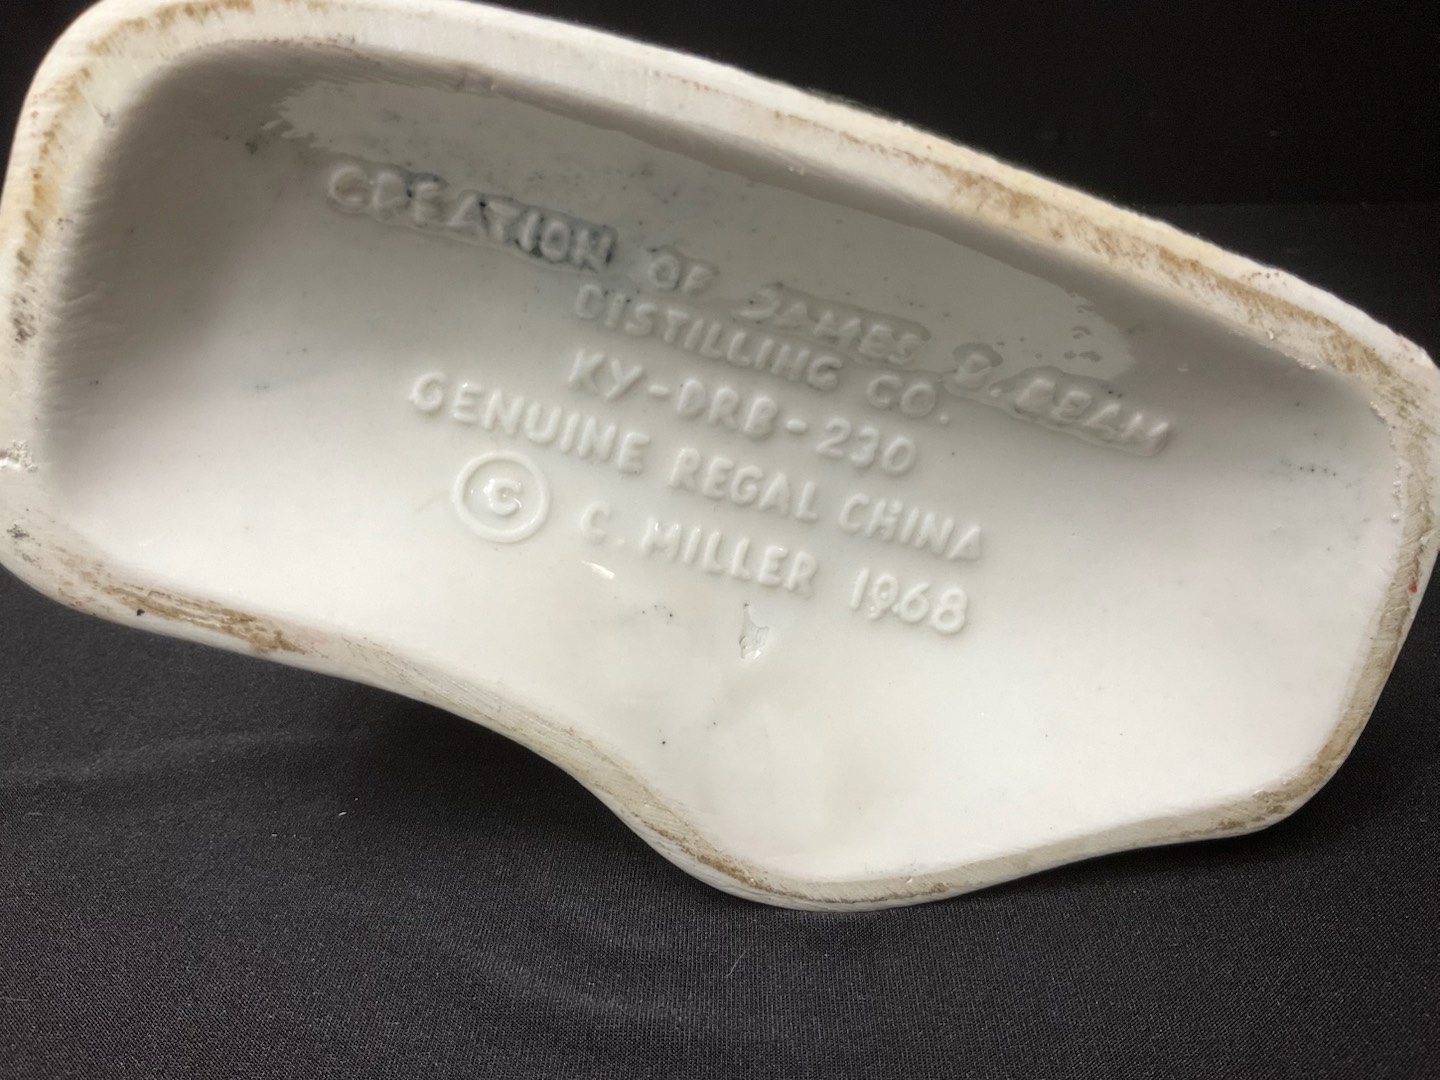 CREATION OF JAMES B. BEAM
DISTILLING CO.
KY-DRB-230
GENUINE REGAL CHINA
© C. MILLER 1968